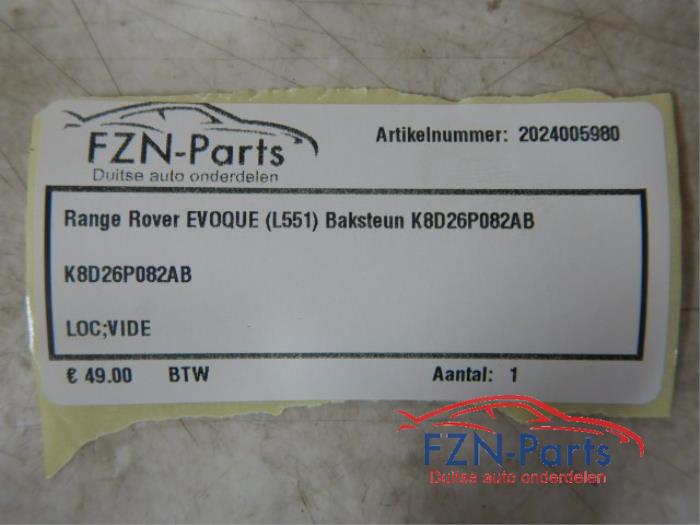 FZN-Parts
Duitse auto onderdelen
Artikelnummer: 2024005980
Range Rover EVOQUE (L551) Baksteun K8D26P082AB
K8D26P082AB
LOC;VIDE
€ 49.00 BTW Aantal: 1
FZN-Parts
Duitse auto onderdelen